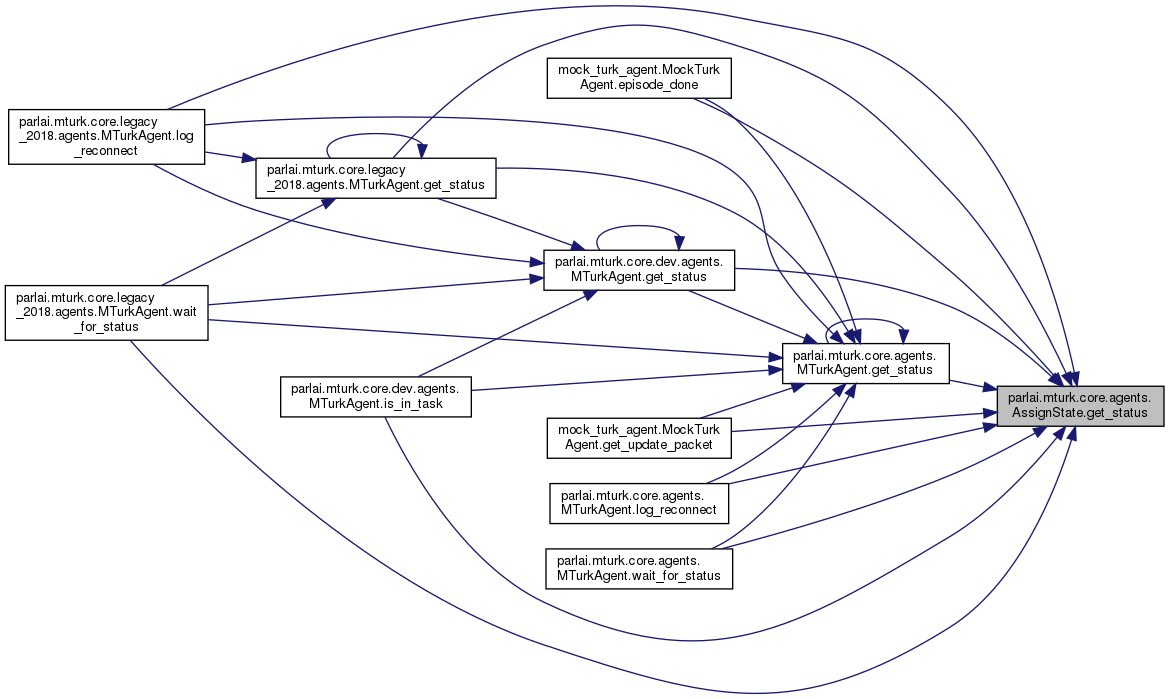 mock_turk_agent.MockTurk
Agent.episode_done
parlai.mturk.core.legacy
_2018.agents.MTurkAgent.log
_reconnect
parlai.mturk.core.legacy
_2018.agents.MTurkAgent.get_status
parlai.mturk.core.dev.agents.
MTurkAgent.get_status
parlai.mturk.core.legacy
_2018.agents.MTurkAgent.wait
_for_status
parlai.mturk.core.agents.
MTurkAgent.get_status
parlai.mturk.core.dev.agents.
MTurkAgent.is_in_task
parlai.mturk.core.agents.
AssignState.get_status
mock_turk_agent.MockTurk
Agent.get_update_packet
parlai.mturk.core.agents.
MTurkAgent.log_reconnect
parlai.mturk.core.agents.
MTurkAgent.wait_for_status